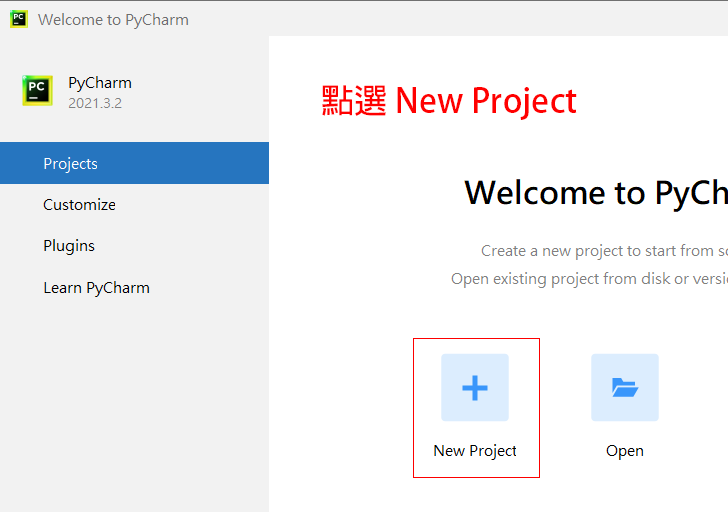 Welcome to PyCharm
PyCharm
2021.3.2
Projects
Customize
Plugins
Learn PyCharm
點選 New Project
Welcome to PyCh
Create a new project to start from s
Open existing project from disk or versi
New Project
Open